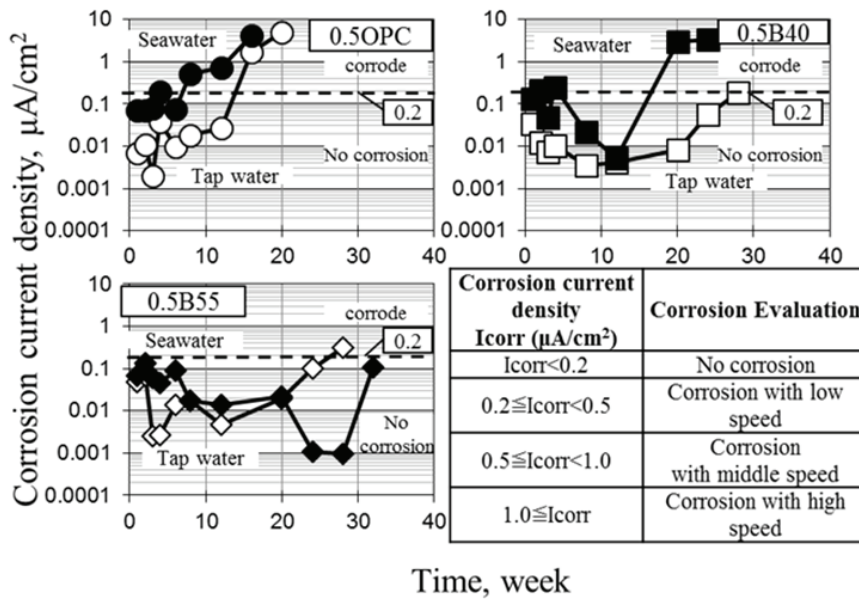 Corrosion current density, μA/cm2
10
1
0.1
0.01
0.001
0.0001
Seawater
0.5OPC
corrode
0.2
No corrosion
Tap water
0 10 20 30 40
10
1
0.1
0.01
0.001
0.0001
Seawater
0.5B40
corrode
0.2
No corrosion
Tap water
0 10 20 30 40
10
1
0.1
0.01
0.001
0.0001
0.5B55
Seawater
corrode
0.2
No
corrosion
Tap water
0 10 20 30 40
Corrosion current
density
Icorr (μA/cm²)
Corrosion Evaluation
Icorr<0.2
No corrosion
0.2≦Icorr<0.5
Corrosion with low
speed
0.5≦Icorr<1.0
Corrosion
with middle speed
1.0≦Icorr
Corrosion with high
speed
Time, week